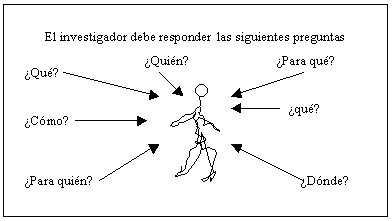 El investigador debe responder las siguientes preguntas
¿Quién?
¿Para qué?
¿Qué?
¿qué?
¿Cómo?
¿Para quién?
¿Dónde?